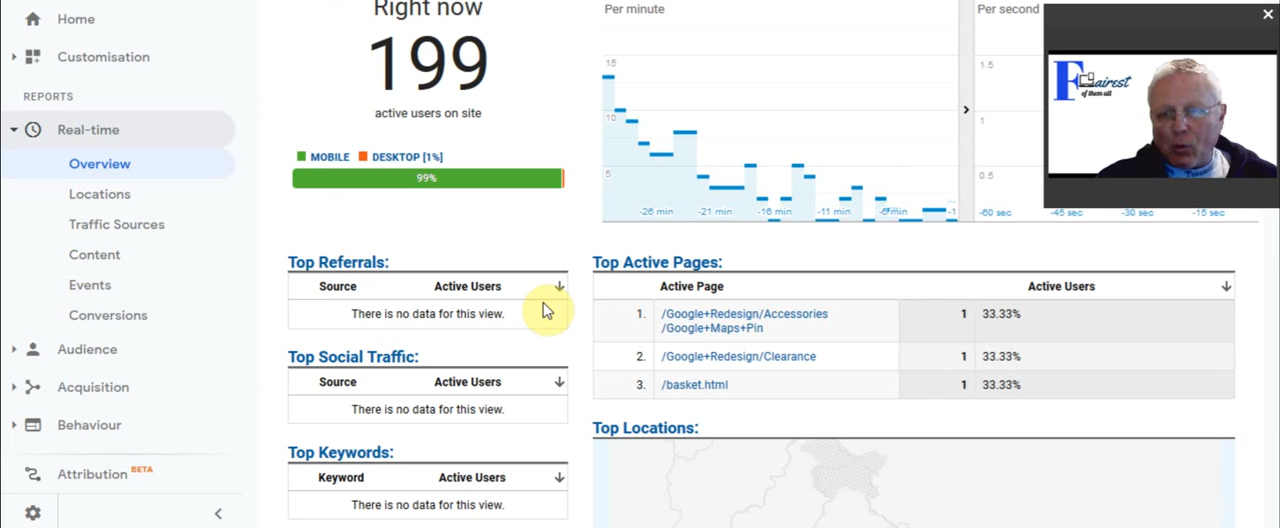 Home
Customisation
REPORTS
Real-time
Overview
Locations
Traffic Sources
Content
Events
Conversions
Audience
Acquisition
Behaviour
Attribution BETA
Right now
199
active users on site
MOBILE DESKTOP [1%]
99%
Per minute
15
10
5
-26 min -21 min -16 min -11 min -6 min -1
Per second
1.5
1
0.5
-60 sec -45 sec -30 sec -15 sec
of them all
Top Referrals:
Source Active Users
There is no data for this view.
Top Social Traffic:
Source Active Users
There is no data for this view.
Top Keywords:
Keyword Active Users
There is no data for this view.
Top Active Pages:
Active Page Active Users
1. /Google+Redesign/Accessories 1 33.33%
/Google+Maps+Pin
2. /Google+Redesign/Clearance 1 33.33%
3. /basket.html 1 33.33%
Top Locations: